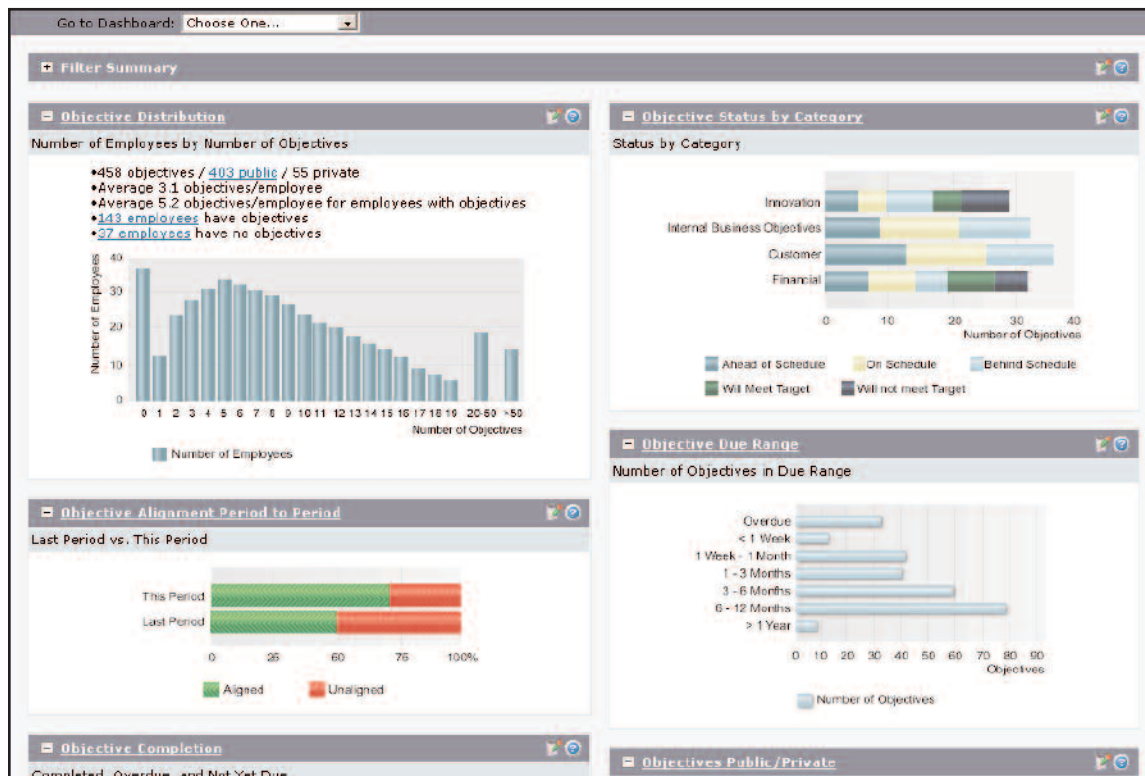 Go to Dashboard: Choose One...
Filter Summary
Objective Distribution
Number of Employees by Number of Objectives
•458 objectives / 403 public / 55 private
•Average 3.1 objectives/employee
•Average 5.2 objectives/employee for employees with objectives
•143 employees have objectives
•37 employees have no objectives
Number of Employees
40
30
20
10
0
0 1 2 3 4 5 6 7 8 9 10 11 12 13 14 15 16 17 18 19 20-50 >50
Number of Objectives
Number of Employees
Objective Alignment Period to Period
Last Period vs. This Period
This Period
Last Period
0 25 50 75 100%
Aligned Unaligned
Objective Completion
Completed, Overdue, and Not Yet Due
Objective Status by Category
Status by Category
Innovation
Internal Business Objectives
Customer
Financial
0 10 20 30 40
Number of Objectives
Ahead of Schedule On Schedule Behind Schedule
Will Meet Target Will not meet Target
Objective Due Range
Number of Objectives in Due Range
Overdue
< 1 Week
1 Week - 1 Month
1 - 3 Months
3 - 6 Months
6 - 12 Months
> 1 Year
0 10 20 30 40 50 60 70 80 90
Objectives
Number of Objectives
Objectives Public/Private